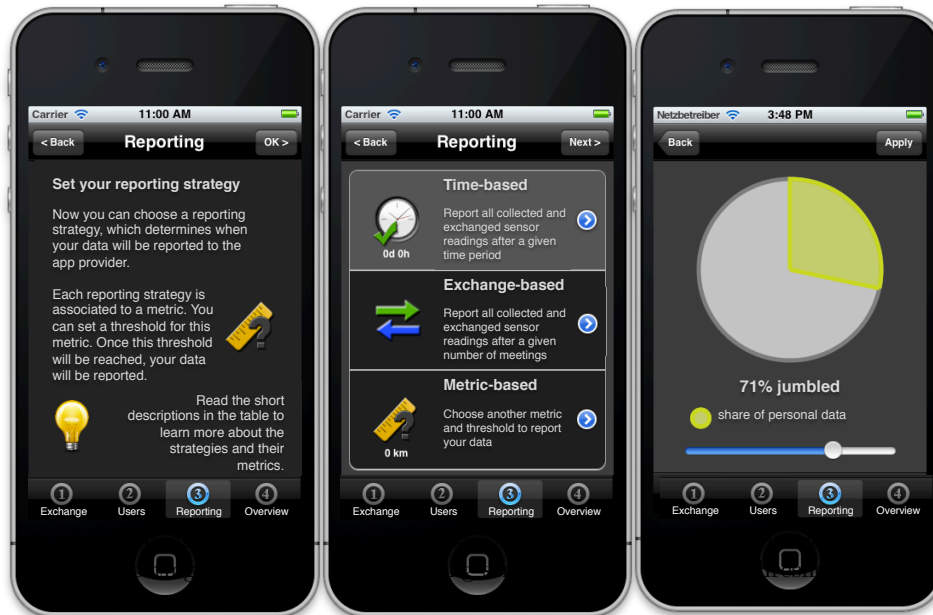 Carrier 11:00 AM
< Back Reporting OK >
Set your reporting strategy
Now you can choose a reporting
strategy, which determines when
your data will be reported to the
app provider.
Each reporting strategy is
associated to a metric. You
can set a threshold for this
metric. Once this threshold
will be reached, your data
will be reported.
Read the short
descriptions in the table to
learn more about the
strategies and their
metrics.
1 2 3 4
Exchange Users Reporting Overview
Carrier 11:00 AM
< Back Reporting Next >
Time-based
Report all collected and
exchanged sensor
readings after a given
time period
0d 0h
Exchange-based
Report all collected and
exchanged sensor
readings after a given
number of meetings
Metric-based
Choose another metric
and threshold to report
your data
0 km
1 2 3 4
Exchange Users Reporting Overview
Netzbetreiber 3:48 PM
Back Apply
71% jumbled
share of personal data
1 2 3 4
Exchange Users Reporting Overview